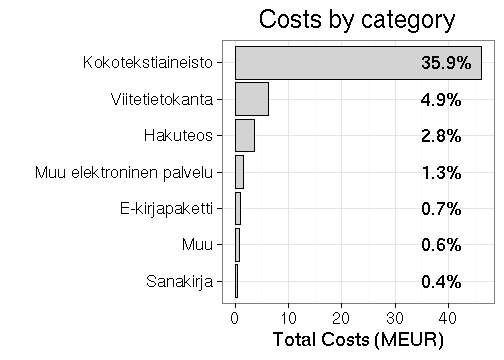 Costs by category
Kokotekstiaineisto 35.9%
Viitetietokanta 4.9%
Hakuteos 2.8%
Muu elektroninen palvelu 1.3%
E-kirjapaketti 0.7%
Muu 0.6%
Sanakirja 0.4%
0 10 20 30 40
Total Costs (MEUR)